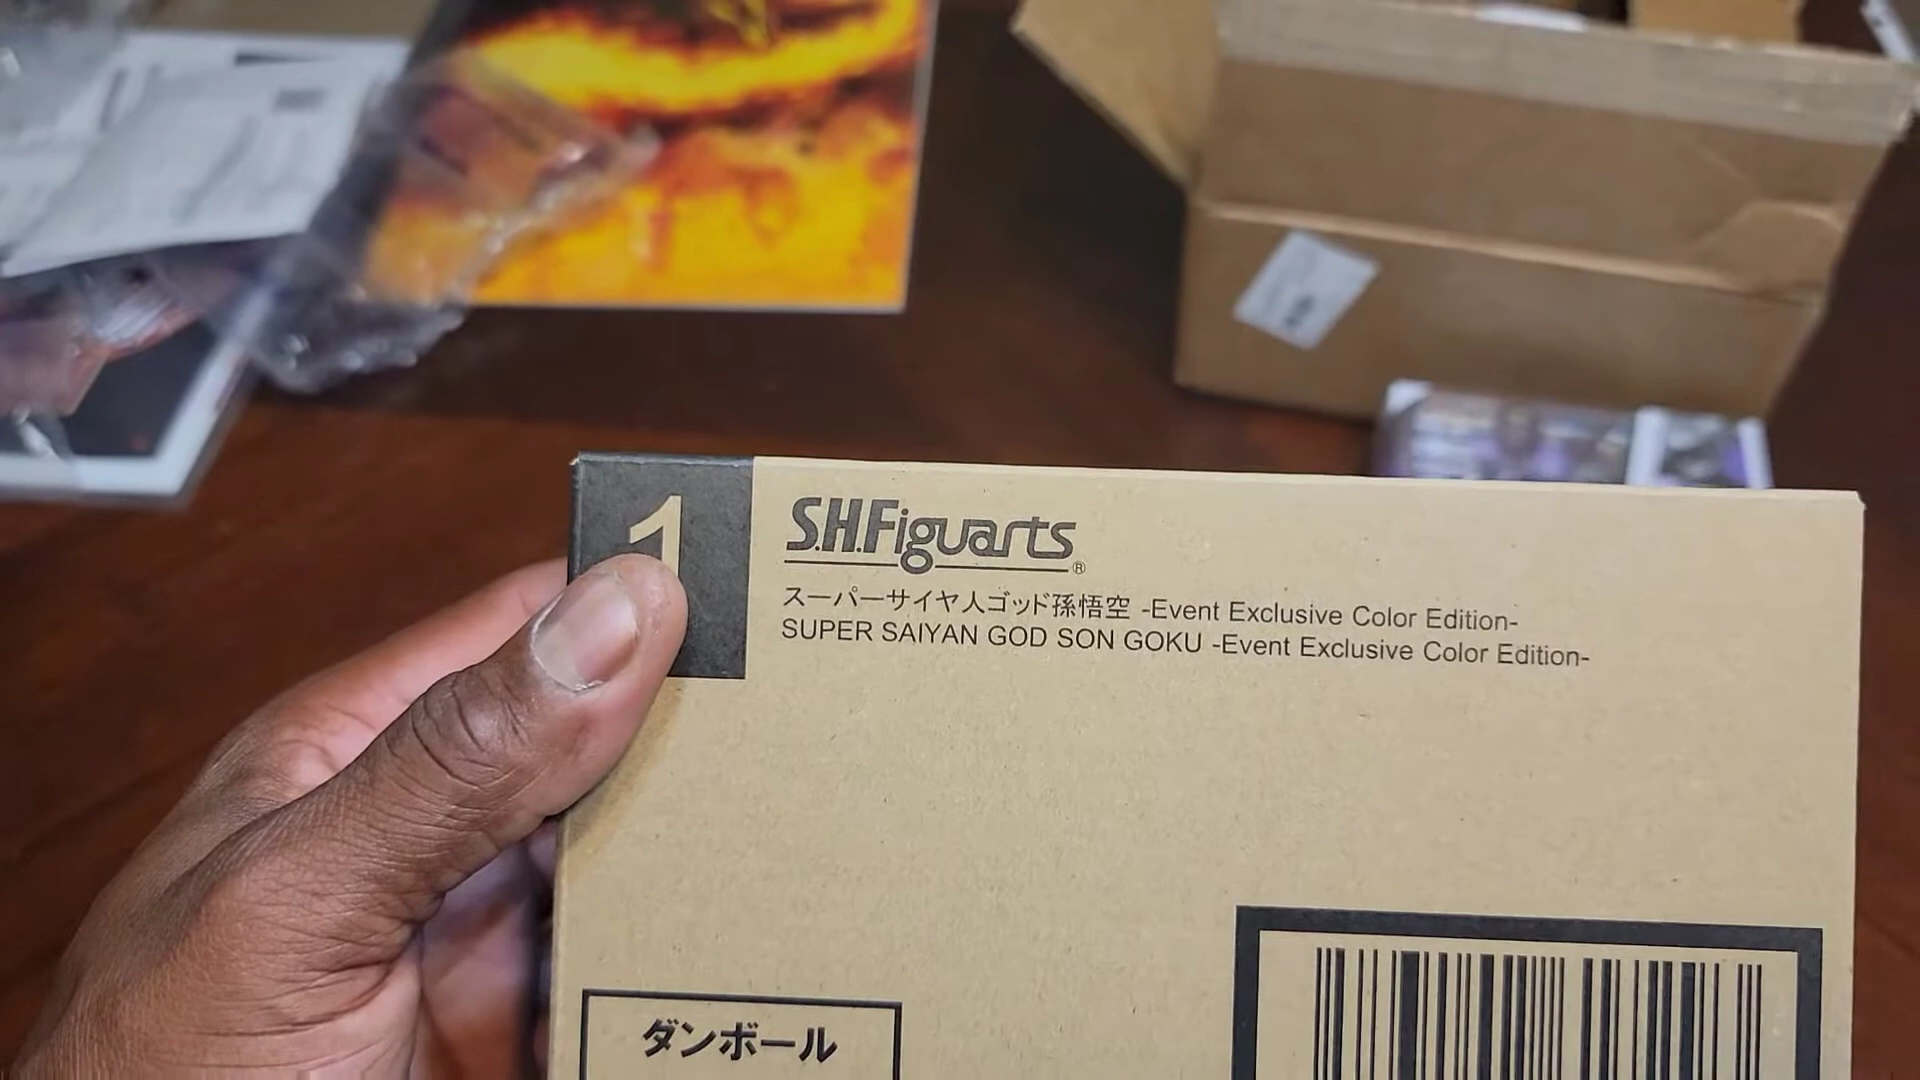 1
S.H.Figuarts®
スーパーサイヤ人ゴッド孫悟空 -Event Exclusive Color Edition-
SUPER SAIYAN GOD SON GOKU -Event Exclusive Color Edition-
ダンボール